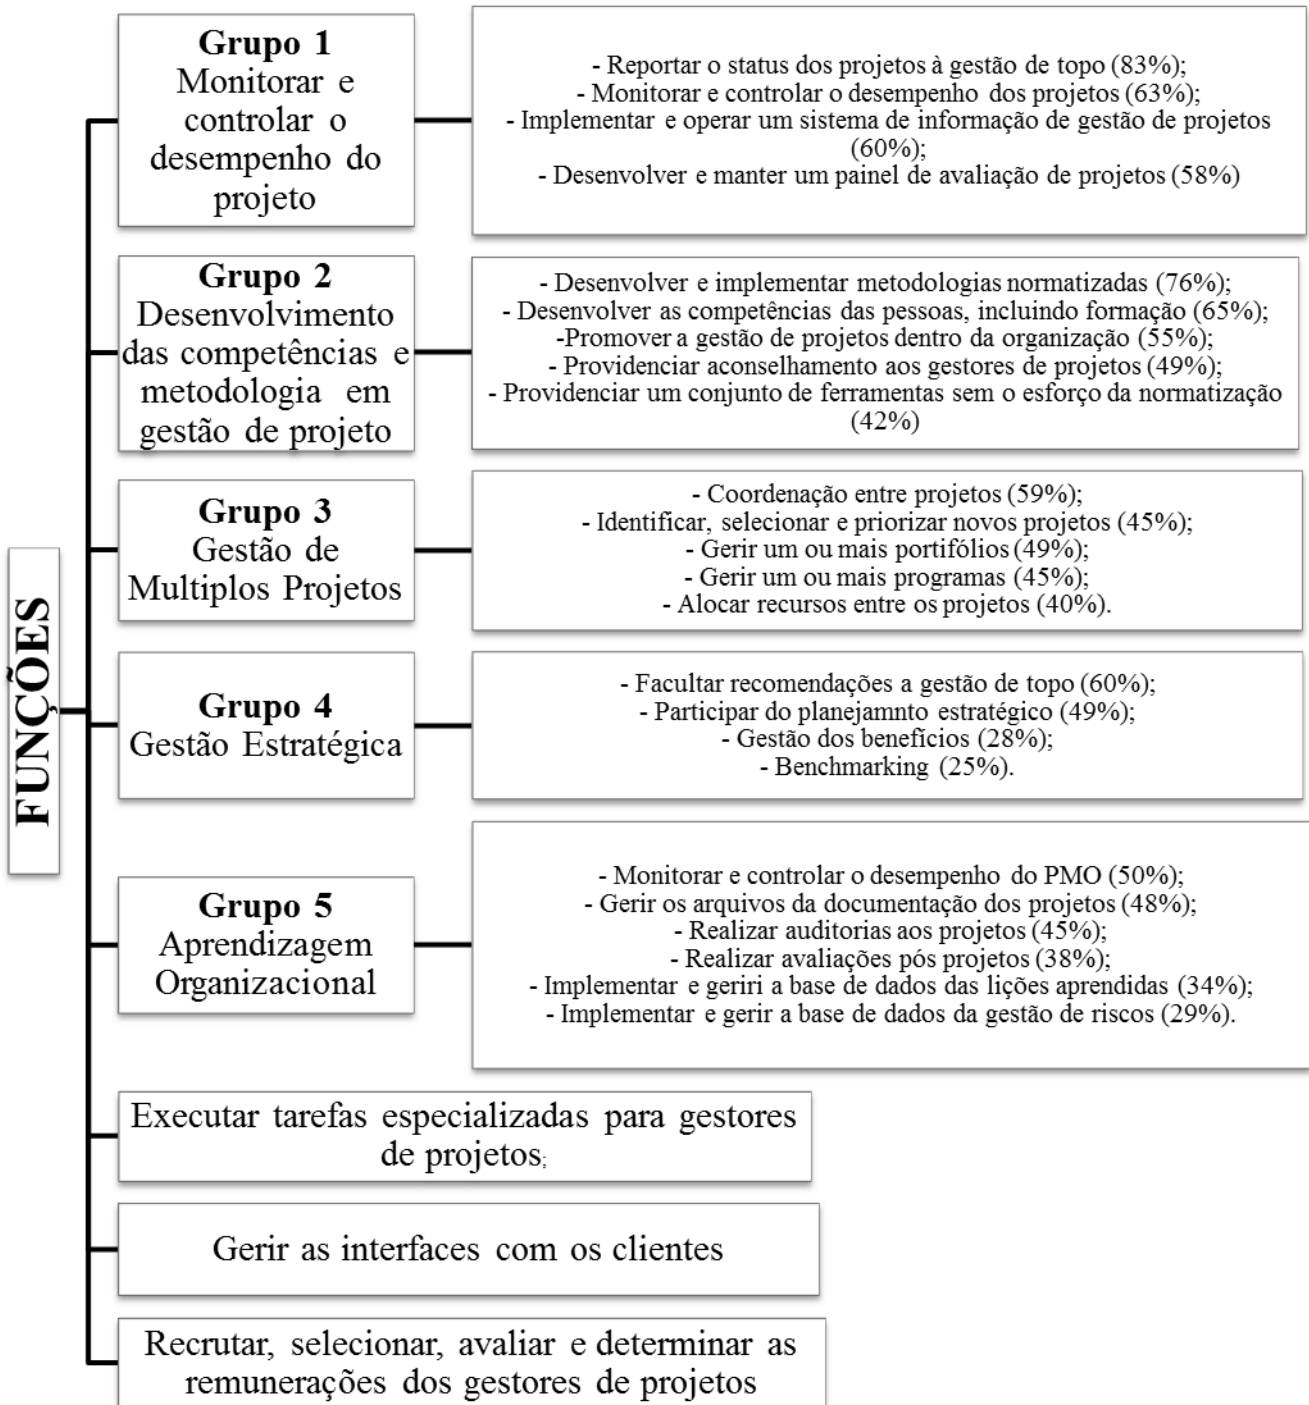 FUNÇÕES
Grupo 1
Monitorar e
controlar o
desempenho do
projeto
- Reportar o status dos projetos à gestão de topo (83%);
- Monitorar e controlar o desempenho dos projetos (63%);
- Implementar e operar um sistema de informação de gestão de projetos
(60%);
- Desenvolver e manter um painel de avaliação de projetos (58%)
Grupo 2
Desenvolvimento
das competências e
metodologia em
gestão de projeto
- Desenvolver e implementar metodologias normatizadas (76%);
- Desenvolver as competências das pessoas, incluindo formação (65%);
-Promover a gestão de projetos dentro da organização (55%);
- Providenciar aconselhamento aos gestores de projetos (49%);
- Providenciar um conjunto de ferramentas sem o esforço da normatização
(42%)
Grupo 3
Gestão de
Multiplos Projetos
- Coordenação entre projetos (59%);
- Identificar, selecionar e priorizar novos projetos (45%);
- Gerir um ou mais portifólios (49%);
- Gerir um ou mais programas (45%);
- Alocar recursos entre os projetos (40%).
Grupo 4
Gestão Estratégica
- Facultar recomendações a gestão de topo (60%);
- Participar do planejamnto estratégico (49%);
- Gestão dos benefícios (28%);
- Benchmarking (25%).
Grupo 5
Aprendizagem
Organizacional
- Monitorar e controlar o desempenho do PMO (50%);
- Gerir os arquivos da documentação dos projetos (48%);
- Realizar auditorias aos projetos (45%);
- Realizar avaliações pós projetos (38%);
- Implementar e geriri a base de dados das lições aprendidas (34%);
- Implementar e gerir a base de dados da gestão de riscos (29%).
Executar tarefas especializadas para gestores
de projetos;
Gerir as interfaces com os clientes
Recrutar, selecionar, avaliar e determinar as
remunerações dos gestores de projetos